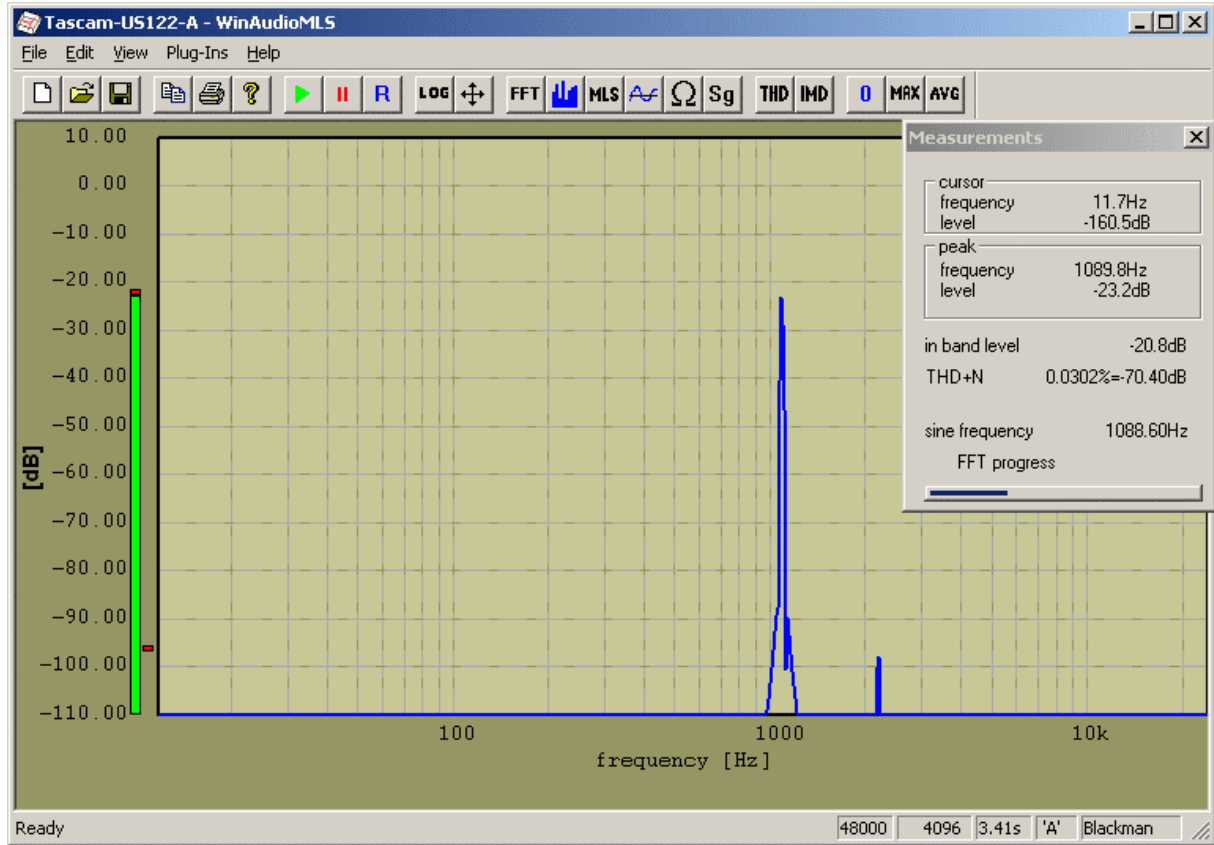 Tascam-US122-A - WinAudioMLS
File Edit View Plug-Ins Help
R LOG FFT MLS Ω Sg THD IMD 0 MAX AVG
10.00
0.00
-10.00
-20.00
-30.00
-40.00
-50.00
-60.00
-70.00
-80.00
-90.00
-100.00
-110.00
[dB]
100 1000 10k
frequency [Hz]
Measurements
cursor
frequency 11.7Hz
level -160.5dB
peak
frequency 1089.8Hz
level -23.2dB
in band level -20.8dB
THD+N 0.0302%=-70.40dB
sine frequency 1088.60Hz
FFT progress
Ready 48000 4096 3.41s 'A' Blackman